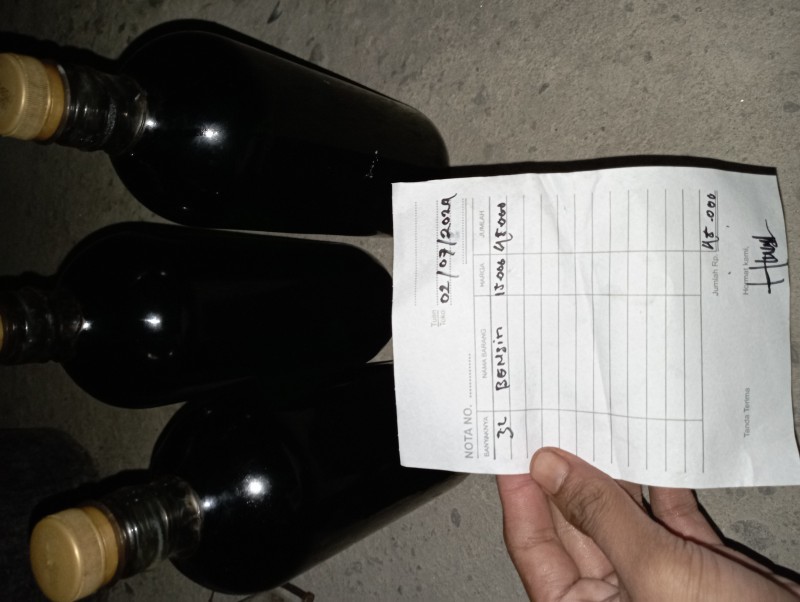 Tuan
Toko
02/07/2024
NOTA NO. ............
BANYAKNYA NAMA BARANG HARGA JUMLAH
3L BENSin 15.000 45.000
Jumlah Rp. 45.000
Tanda Terima Hormat kami,